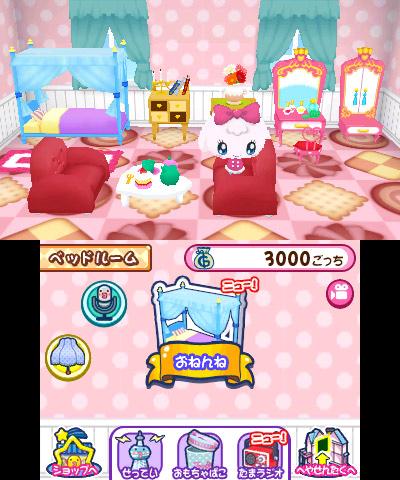 ベッドルーム
G 3000ごっち
ニュー!
おねんね
ショップへ
せってい
おもちゃばこ
ニュー!
たまラジオ
へやせんたくへ